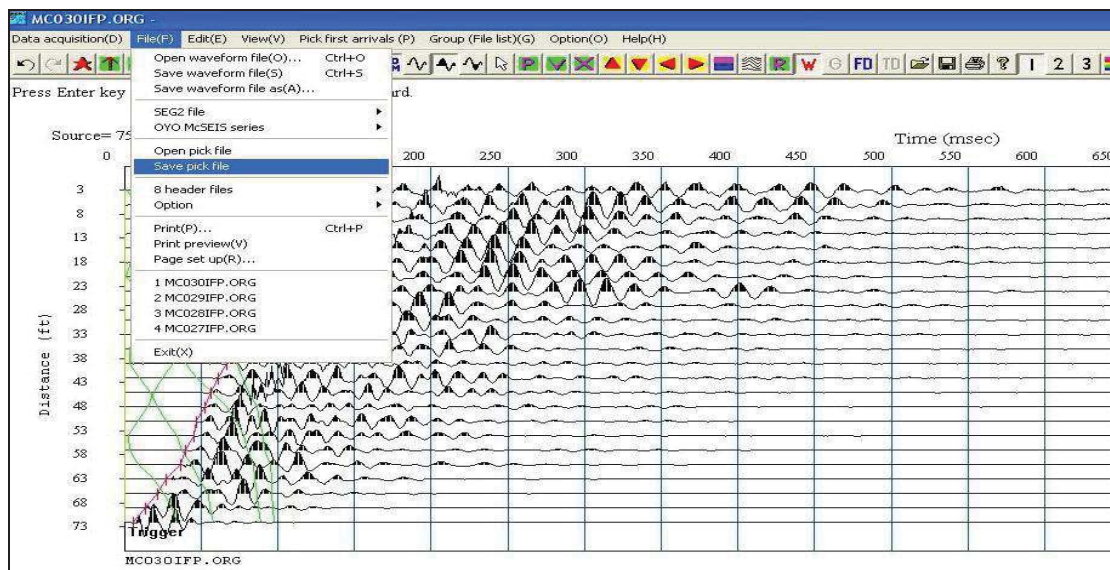 MC030IFP.ORG -
Data acquisition(D) File(F) Edit(E) View(V) Pick first arrivals (P) Group (File list)(G) Option(O) Help(H)
P R W G FD TD ? 1 2 3
Press Enter key
rd.
Open waveform file(O)... Ctrl+O
Save waveform file(S) Ctrl+S
Save waveform file as(A)...
SEG2 file
OYO McSEIS series
Open pick file
Save pick file
8 header files
Option
Print(P)... Ctrl+P
Print preview(V)
Page set up(R)...
1 MC030IFP.ORG
2 MC029IFP.ORG
3 MC028IFP.ORG
4 MC027IFP.ORG
Exit(X)
Source= 75
Time (msec)
0 200 250 300 350 400 450 500 550 600 650
Distance (ft)
3
8
13
18
23
28
33
38
43
48
53
58
63
68
73
Trigger
MC030IFP.ORG